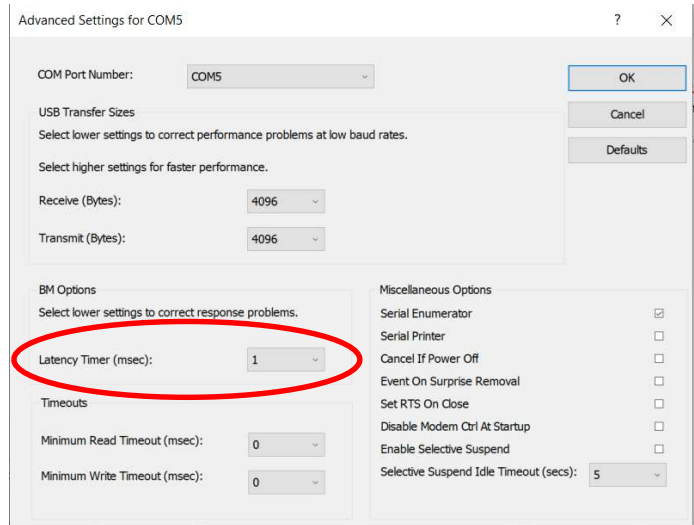 Advanced Settings for COM5
?
COM Port Number:
COM5
OK
USB Transfer Sizes
Cancel
Select lower settings to correct performance problems at low baud rates.
Defaults
Select higher settings for faster performance.
Receive (Bytes):
4096
Transmit (Bytes):
4096
BM Options
Select lower settings to correct response problems.
Latency Timer (msec):
1
Timeouts
Minimum Read Timeout (msec):
0
Minimum Write Timeout (msec):
0
Miscellaneous Options
Serial Enumerator
Serial Printer
Cancel If Power Off
Event On Surprise Removal
Set RTS On Close
Disable Modem Ctrl At Startup
Enable Selective Suspend
Selective Suspend Idle Timeout (secs):
5